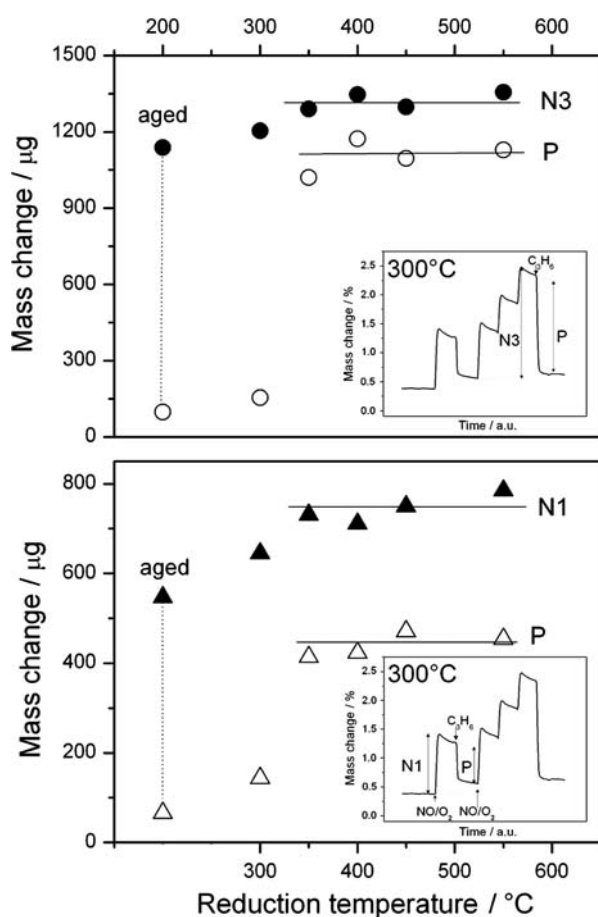 200 300 400 500 600
1500
1200
900
600
300
0
Mass change / µg
aged
N3
P
300°C
C₃H₆
2.5
2.0
1.5
1.0
0.5
0.0
Mass change / %
N3
P
Time / a.u.
800
600
400
200
0
Mass change / µg
aged
N1
P
300°C
2.5
2.0
1.5
1.0
0.5
0.0
Mass change / %
C₃H₆
N1
P
NO/O₂ NO/O₂
Time / a.u.
200 300 400 500 600
Reduction temperature / °C